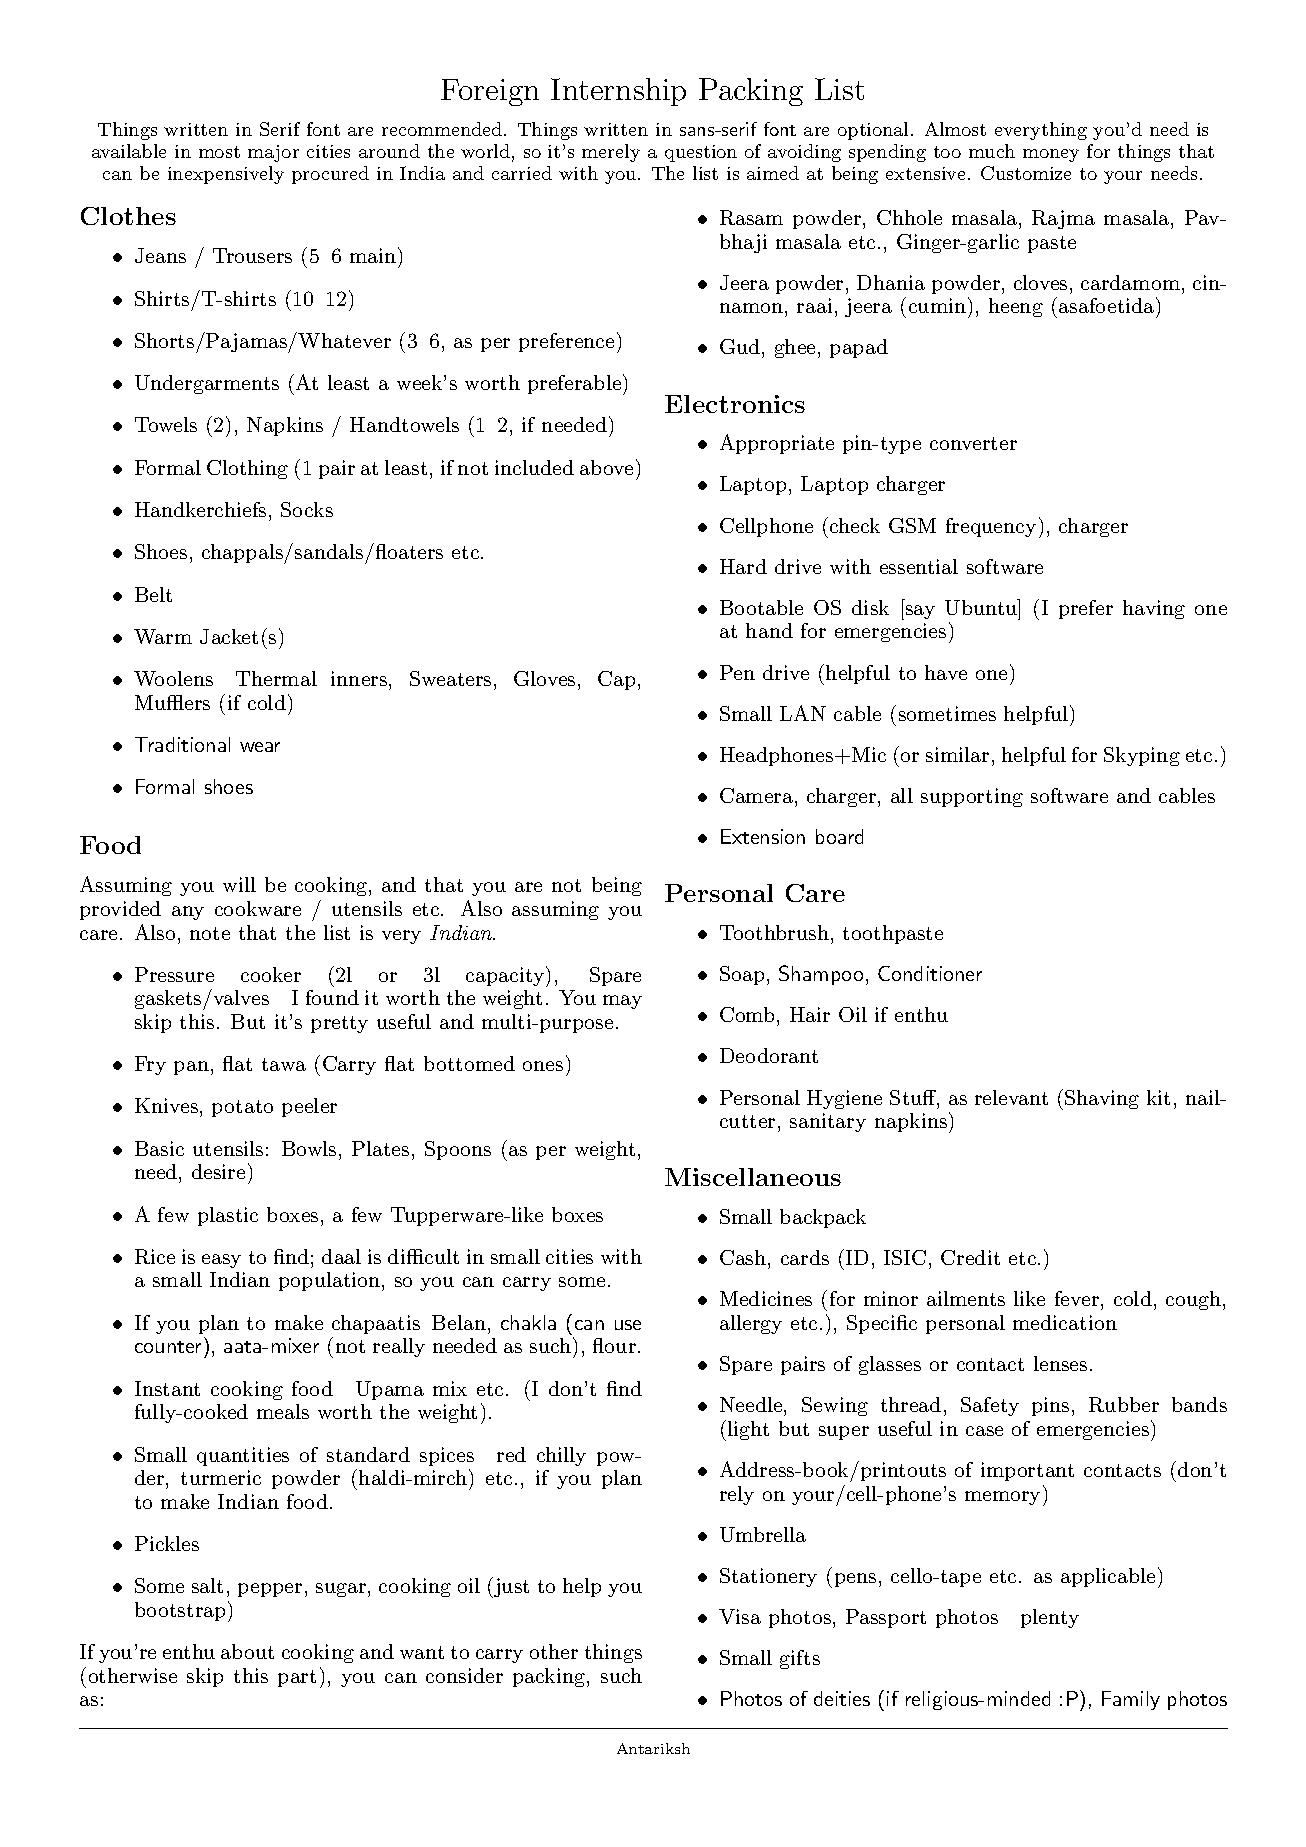 Foreign Internship Packing List
Things written in Serif font are recommended. Things written in sans-serif font are optional. Almost everything you'd need is
available in most major cities around the world, so it's merely a question of avoiding spending too much money for things that
can be inexpensively procured in India and carried with you. The list is aimed at being extensive. Customize to your needs.
Clothes
• Jeans / Trousers (5 6 main)
• Shirts/T-shirts (10 12)
• Shorts/Pajamas/Whatever (3 6, as per preference)
• Undergarments (At least a week's worth preferable)
• Towels (2), Napkins / Handtowels (1 2, if needed)
• Formal Clothing (1 pair at least, if not included above)
• Handkerchiefs, Socks
• Shoes, chappals/sandals/floaters etc.
• Belt
• Warm Jacket(s)
• Woolens Thermal inners, Sweaters, Gloves, Cap,
Mufflers (if cold)
• Traditional wear
• Formal shoes
Food
Assuming you will be cooking, and that you are not being
provided any cookware / utensils etc. Also assuming you
care. Also, note that the list is very Indian.
• Pressure cooker (2l or 3l capacity), Spare
gaskets/valves I found it worth the weight. You may
skip this. But it's pretty useful and multi-purpose.
• Fry pan, flat tawa (Carry flat bottomed ones)
• Knives, potato peeler
• Basic utensils: Bowls, Plates, Spoons (as per weight,
need, desire)
• A few plastic boxes, a few Tupperware-like boxes
• Rice is easy to find; daal is difficult in small cities with
a small Indian population, so you can carry some.
• If you plan to make chapaatis Belan, chakla (can use
counter), aata-mixer (not really needed as such), flour.
• Instant cooking food Upama mix etc. (I don't find
fully-cooked meals worth the weight).
• Small quantities of standard spices red chilly pow-
der, turmeric powder (haldi-mirch) etc., if you plan
to make Indian food.
• Pickles
• Some salt, pepper, sugar, cooking oil (just to help you
bootstrap)
If you're enthu about cooking and want to carry other things
(otherwise skip this part), you can consider packing, such
as:
• Rasam powder, Chhole masala, Rajma masala, Pav-
bhaji masala etc., Ginger-garlic paste
• Jeera powder, Dhania powder, cloves, cardamom, cin-
namon, raai, jeera (cumin), heeng (asafoetida)
• Gud, ghee, papad
Electronics
• Appropriate pin-type converter
• Laptop, Laptop charger
• Cellphone (check GSM frequency), charger
• Hard drive with essential software
• Bootable OS disk [say Ubuntu] (I prefer having one
at hand for emergencies)
• Pen drive (helpful to have one)
• Small LAN cable (sometimes helpful)
• Headphones+Mic (or similar, helpful for Skyping etc.)
• Camera, charger, all supporting software and cables
• Extension board
Personal Care
• Toothbrush, toothpaste
• Soap, Shampoo, Conditioner
• Comb, Hair Oil if enthu
• Deodorant
• Personal Hygiene Stuff, as relevant (Shaving kit, nail-
cutter, sanitary napkins)
Miscellaneous
• Small backpack
• Cash, cards (ID, ISIC, Credit etc.)
• Medicines (for minor ailments like fever, cold, cough,
allergy etc.), Specific personal medication
• Spare pairs of glasses or contact lenses.
• Needle, Sewing thread, Safety pins, Rubber bands
(light but super useful in case of emergencies)
• Address-book/printouts of important contacts (don't
rely on your/cell-phone's memory)
• Umbrella
• Stationery (pens, cello-tape etc. as applicable)
• Visa photos, Passport photos plenty
• Small gifts
• Photos of deities (if religious-minded :P), Family photos
Antariksh